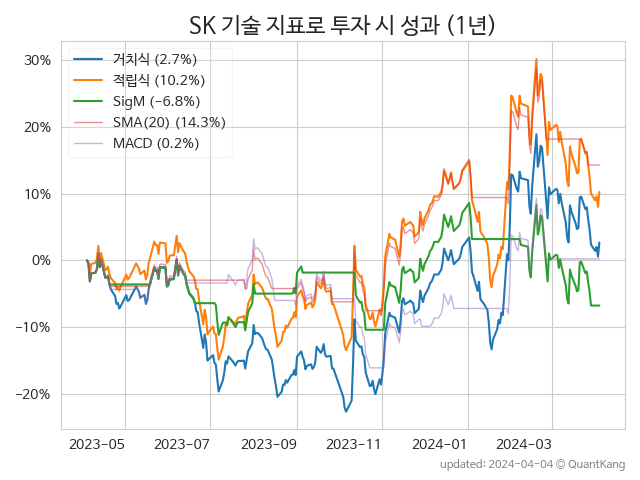 SK 기술 지표로 투자 시 성과 (1년)
거치식 (2.7%)
적립식 (10.2%)
SigM (−6.8%)
SMA(20) (14.3%)
MACD (0.2%)
30%
20%
10%
0%
−10%
−20%
2023-05 2023-07 2023-09 2023-11 2024-01 2024-03
updated: 2024-04-04 © QuantKang